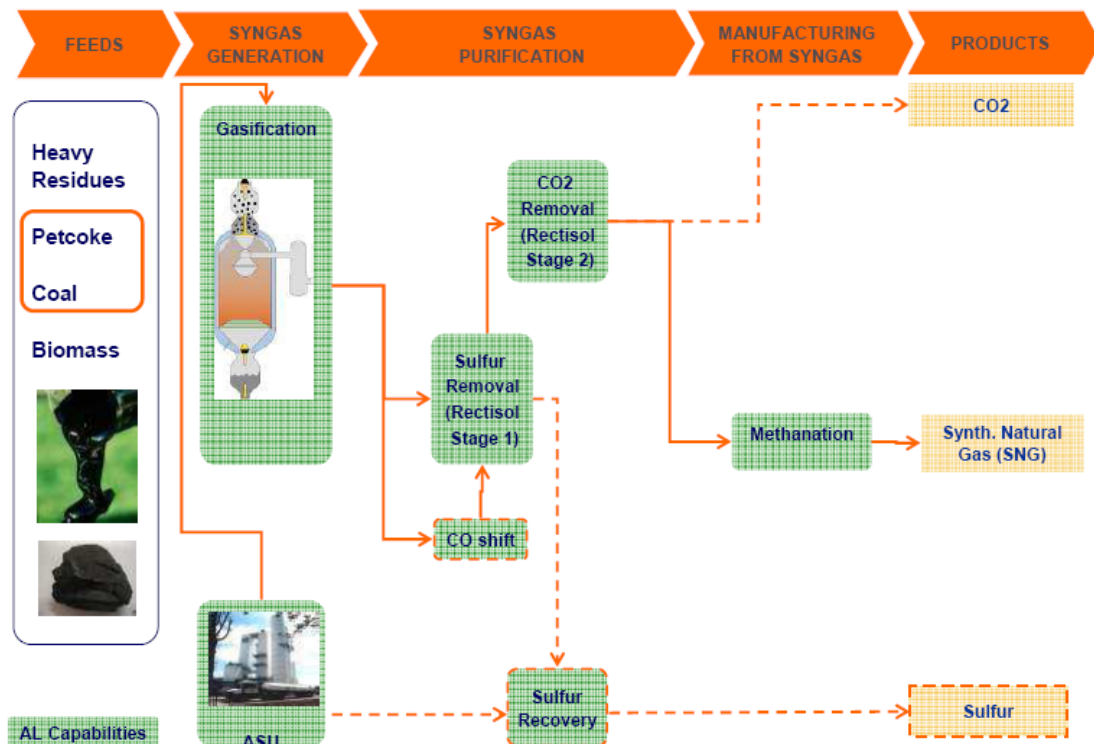 FEEDS
SYNGAS
GENERATION
SYNGAS
PURIFICATION
MANUFACTURING
FROM SYNGAS
PRODUCTS
Heavy
Residues
Petcoke
Coal
Biomass
Gasification
CO2
Removal
(Rectisol
Stage 2)
CO2
Sulfur
Removal
(Rectisol
Stage 1)
Methanation
Synth. Natural
Gas (SNG)
CO shift
ASU
Sulfur
Recovery
Sulfur
AL Capabilities